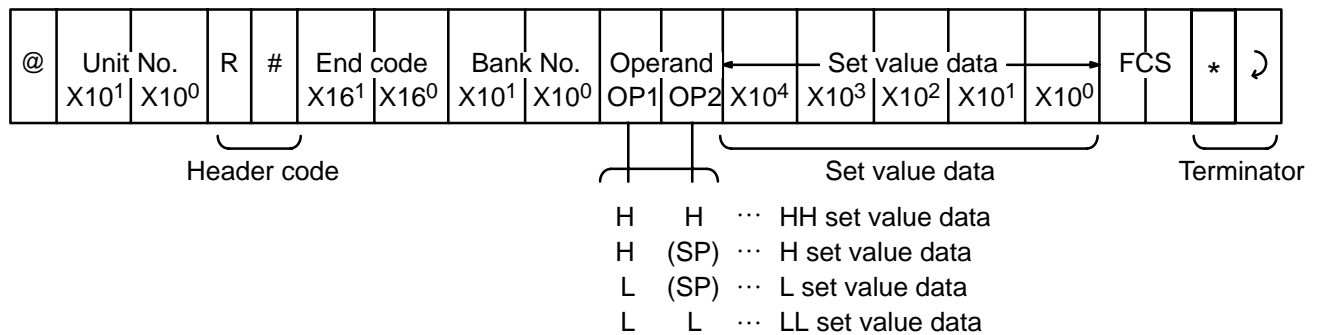 @ Unit No. R # End code Bank No. Operand Set value data FCS * ⤸
X10¹ X10⁰ X16¹ X16⁰ X10¹ X10⁰ OP1 OP2 X10⁴ X10³ X10² X10¹ X10⁰
Header code Set value data Terminator
H H ··· HH set value data
H (SP) ··· H set value data
L (SP) ··· L set value data
L L ··· LL set value data